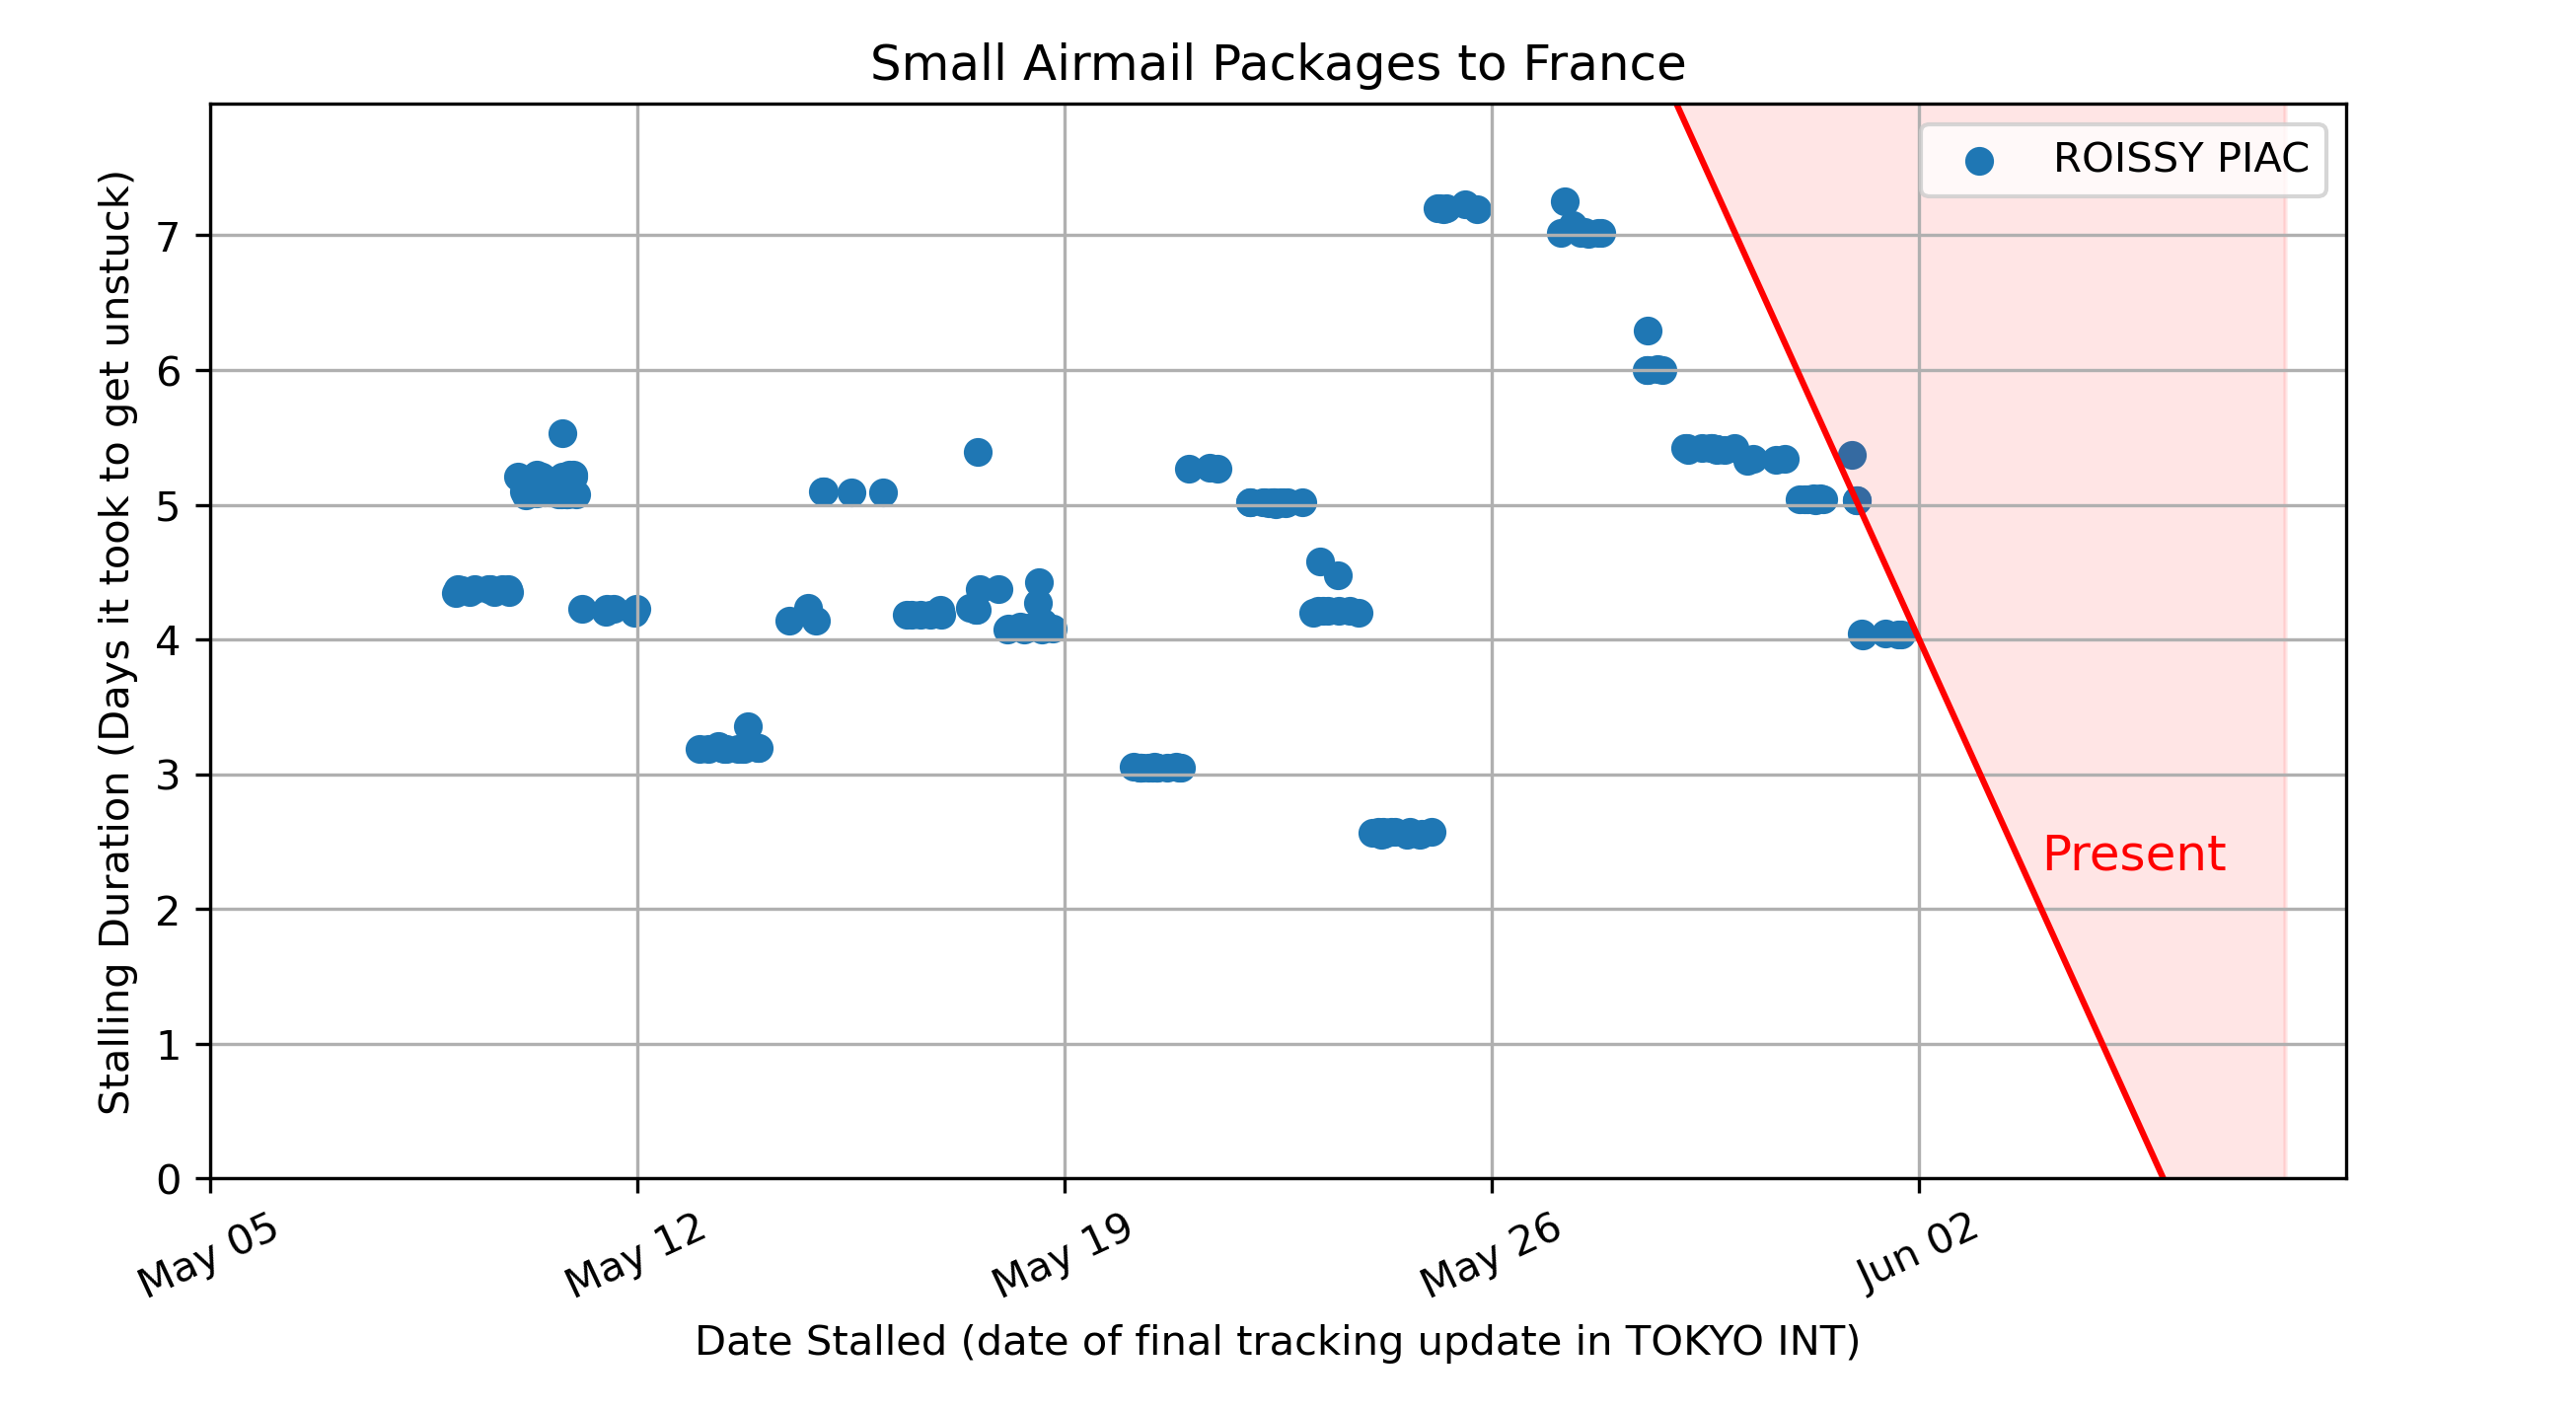 Small Airmail Packages to France
ROISSY PIAC
Stalling Duration (Days it took to get unstuck)
7
6
5
4
3
2
1
0
Present
May 05
May 12
May 19
May 26
Jun 02
Date Stalled (date of final tracking update in TOKYO INT)